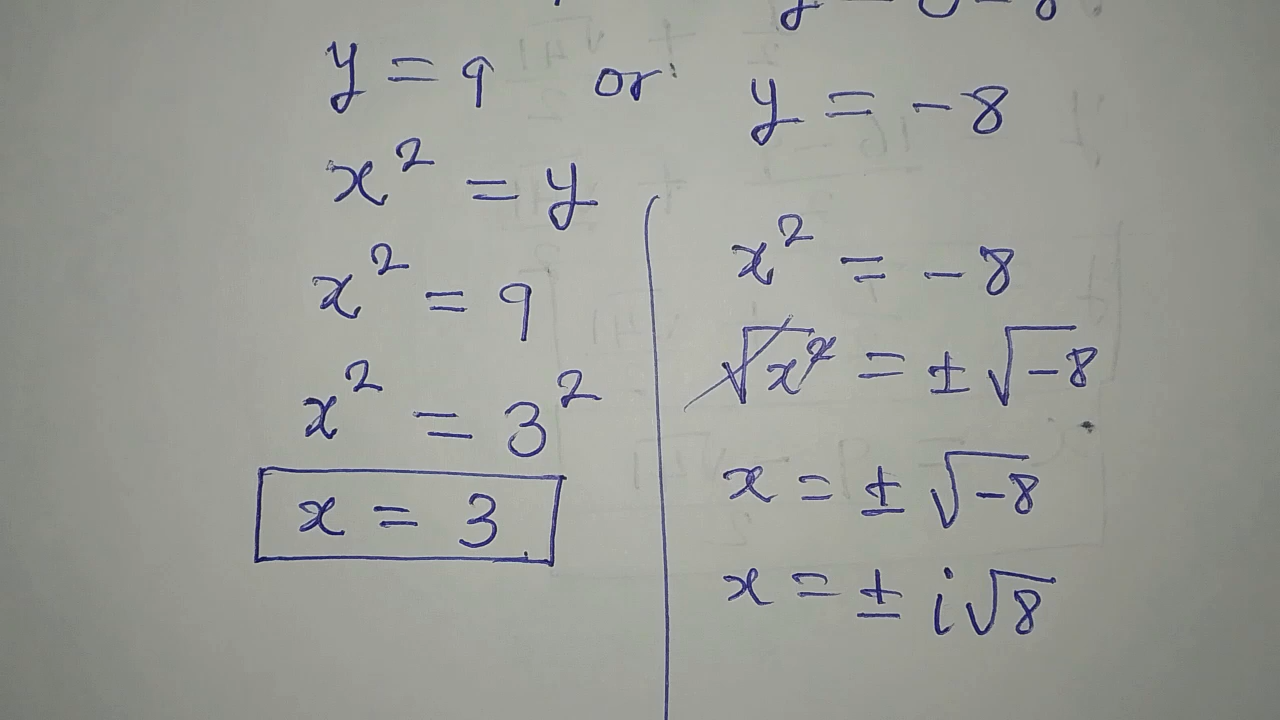 y = 9 or y = -8
x² = y
x² = 9
x² = 3²
x = 3
x² = -8
√x² = ± √-8
x = ± √-8
x = ± i√8